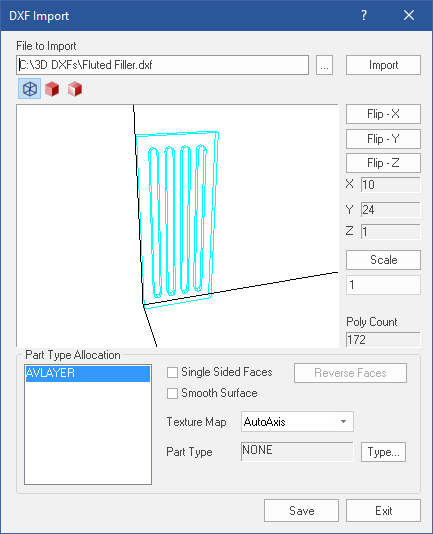 DXF Import
File to Import
C:\3D DXFs\Fluted Filler.dxf
...
Import
Flip - X
Flip - Y
Flip - Z
X 10
Y 24
Z 1
Scale
1
Poly Count
172
Part Type Allocation
AVLAYER
Single Sided Faces
Reverse Faces
Smooth Surface
Texture Map AutoAxis
Part Type NONE Type...
Save Exit